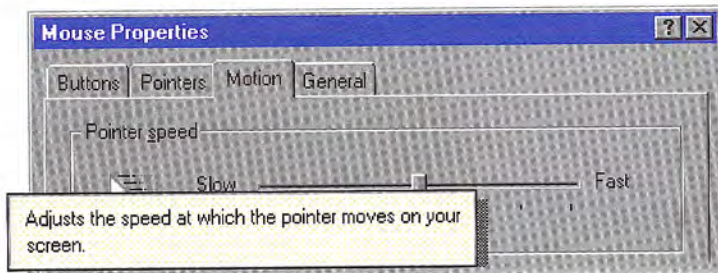 Mouse Properties
Buttons Pointers Motion General
Pointer speed
Slow Fast
Adjusts the speed at which the pointer moves on your
screen.